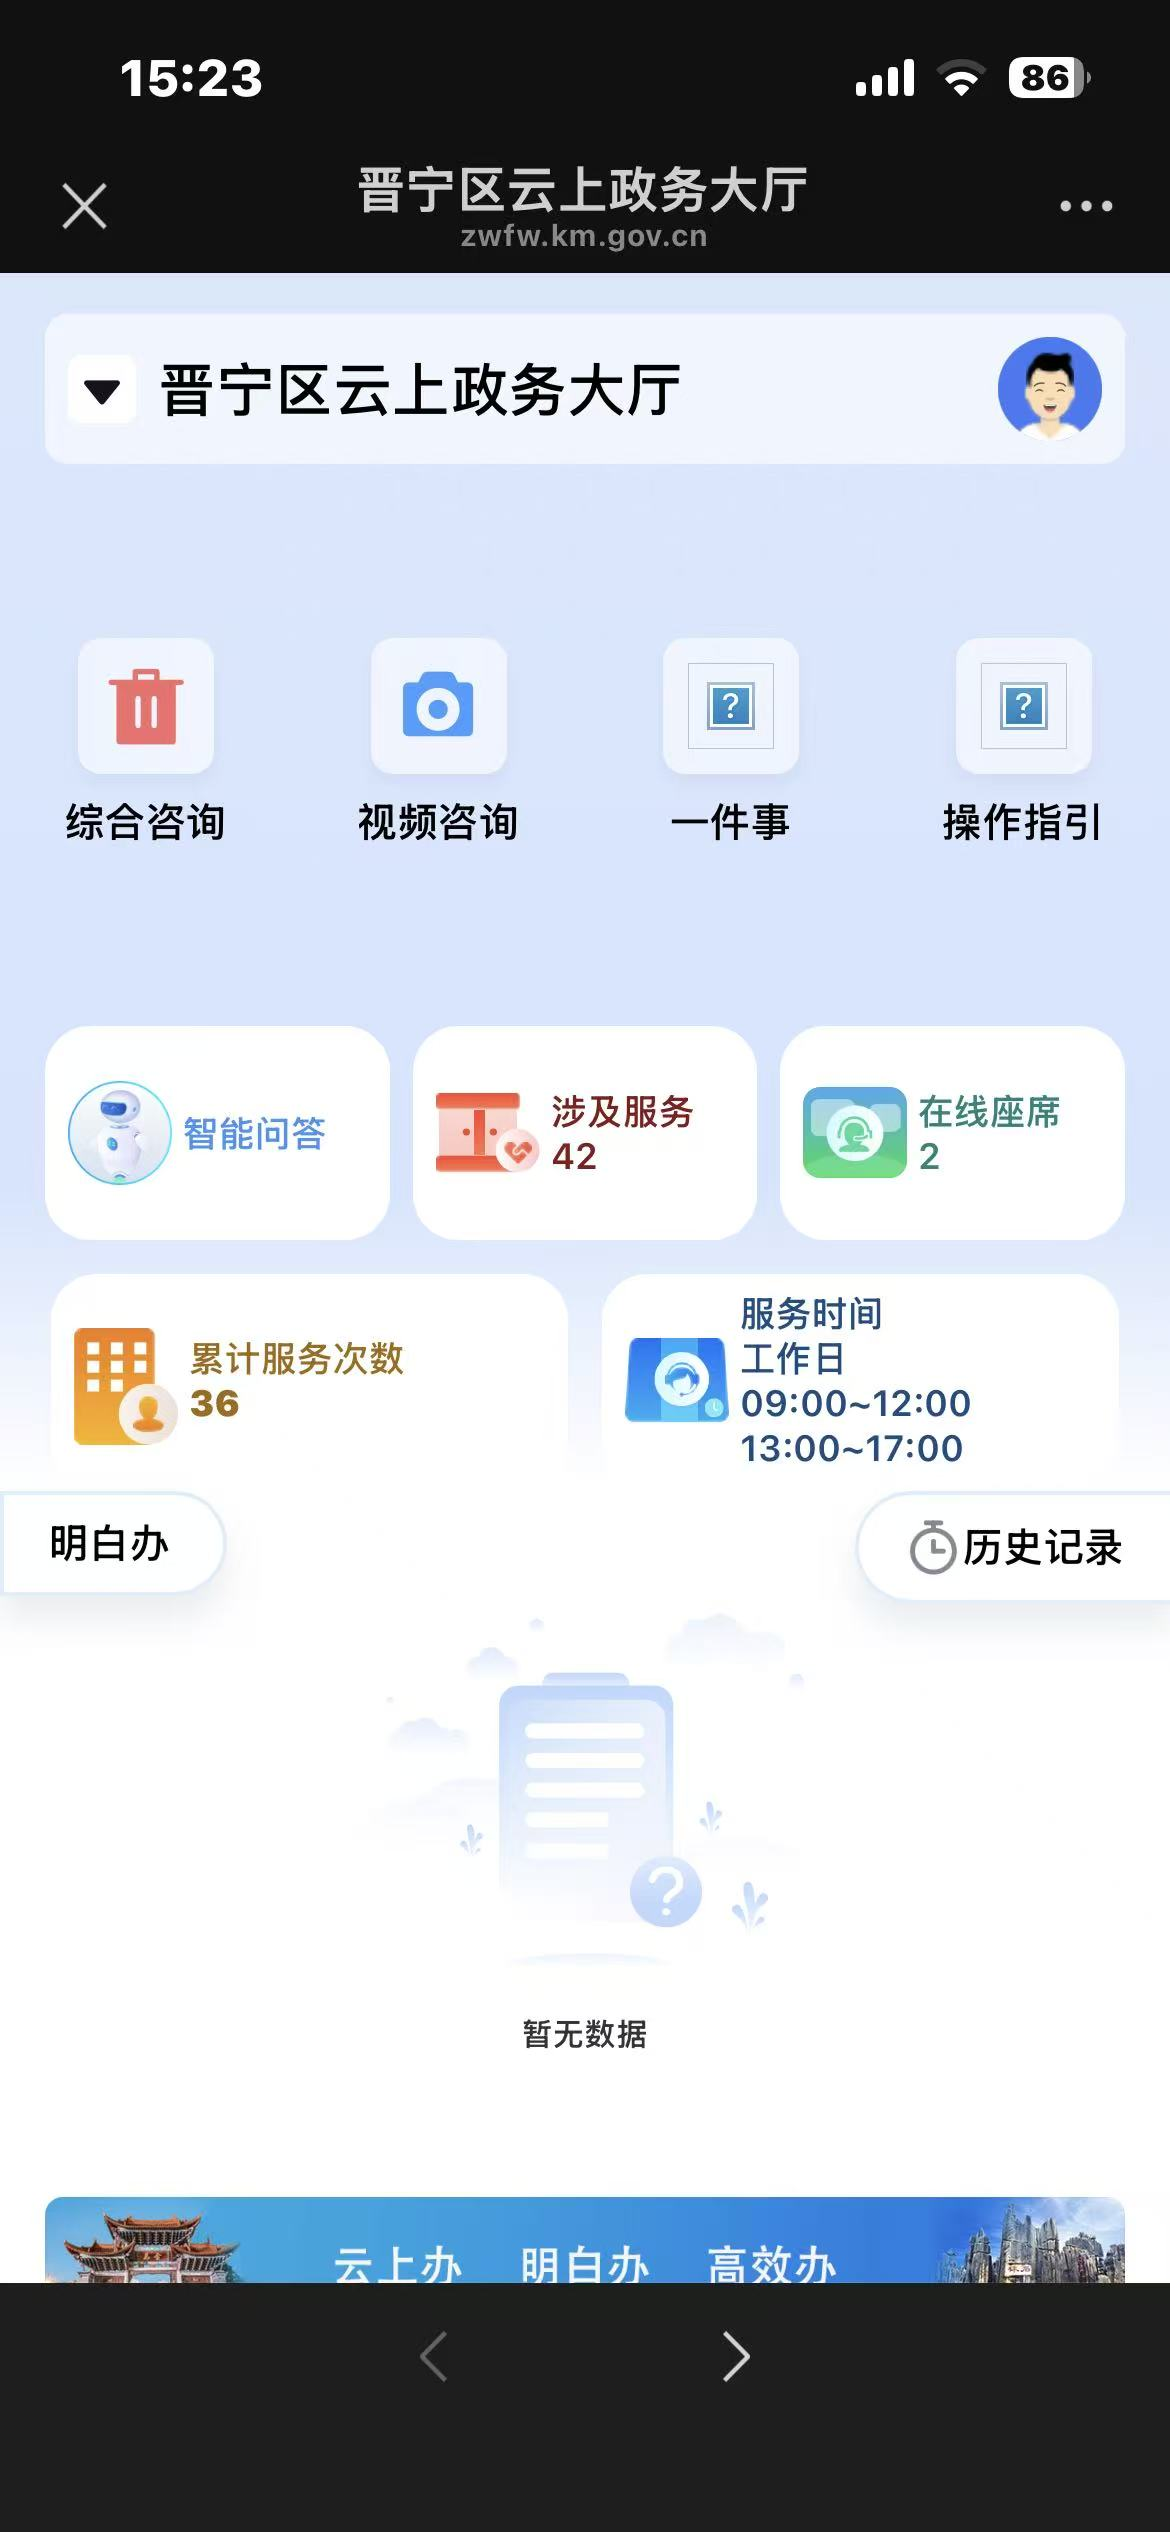 15:23
86
晋宁区云上政务大厅
zwfw.km.gov.cn
晋宁区云上政务大厅
综合咨询
视频咨询
一件事
操作指引
智能问答
涉及服务
42
在线座席
2
累计服务次数
36
服务时间
工作日
09:00~12:00
13:00~17:00
明白办
历史记录
暂无数据
云上办 明白办 高效办